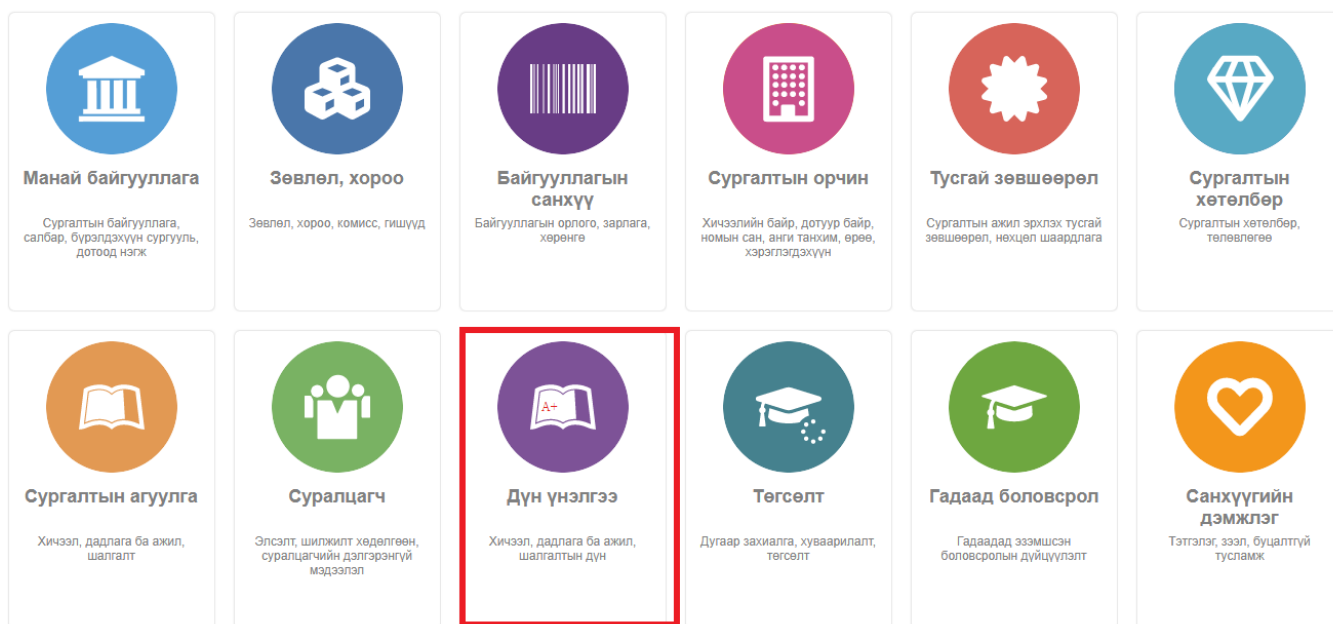 Манай байгууллага
Сургалтын байгууллага,
салбар, бүрэлдэхүүн сургууль,
дотоод нэгж
Зөвлөл, хороо
Зөвлөл, хороо, комисс, гишүүд
Байгууллагын
санхүү
Байгууллагын орлого, зарлага,
хөрөнгө
Сургалтын орчин
Хичээлийн байр, дотуур байр,
номын сан, анги танхим, өрөө,
хэрэглэгдэхүүн
Тусгай зөвшөөрөл
Сургалтын ажил эрхлэх тусгай
зөвшөөрөл, нөхцөл шаардлага
Сургалтын
хөтөлбөр
Сургалтын хөтөлбөр,
төлөвлөгөө
Сургалтын агуулга
Хичээл, дадлага ба ажил,
шалгалт
Суралцагч
Элсэлт, шилжилт хөдөлгөөн,
суралцагчийн дэлгэрэнгүй
мэдээлэл
A+
Дүн үнэлгээ
Хичээл, дадлага ба ажил,
шалгалтын дүн
Төгсөлт
Дугаар захиалга, хуваарилалт,
төгсөлт
Гадаад боловсрол
Гадаадад эзэмшсэн
боловсролын дүйцүүлэлт
Санхүүгийн
дэмжлэг
Тэтгэлэг, зээл, буцалтгүй
тусламж